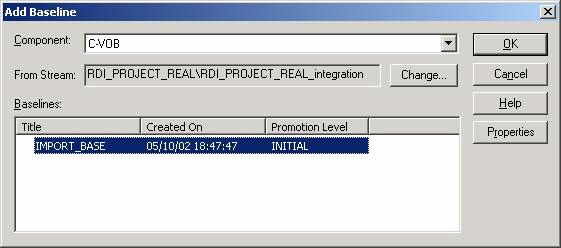 Add Baseline
Component: C-VOB OK
From Stream: RDI_PROJECT_REAL\RDI_PROJECT_REAL_integration Change... Cancel
Baselines: Help
Title Created On Promotion Level Properties
IMPORT_BASE 05/10/02 18:47:47 INITIAL